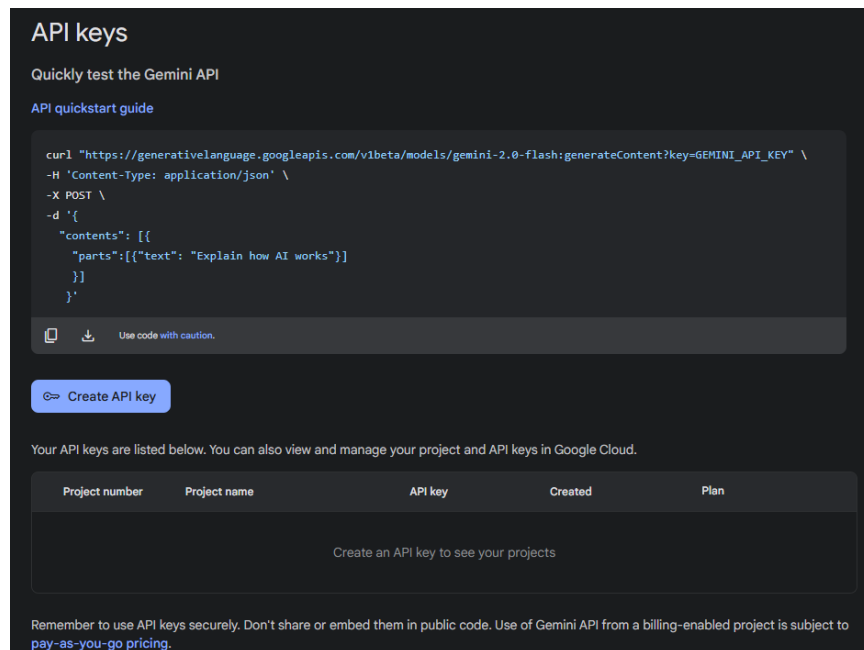 API keys
Quickly test the Gemini API
API quickstart guide
curl "https://generativelanguage.googleapis.com/v1beta/models/gemini-2.0-flash:generateContent?key=GEMINI_API_KEY" \
-H 'Content-Type: application/json' \
-X POST \
-d '{
  "contents": [{
    "parts":[{"text": "Explain how AI works"}]
    }]
   }'
Use code with caution.
Create API key
Your API keys are listed below. You can also view and manage your project and API keys in Google Cloud.
Project number Project name API key Created Plan
Create an API key to see your projects
Remember to use API keys securely. Don't share or embed them in public code. Use of Gemini API from a billing-enabled project is subject to
pay-as-you-go pricing.